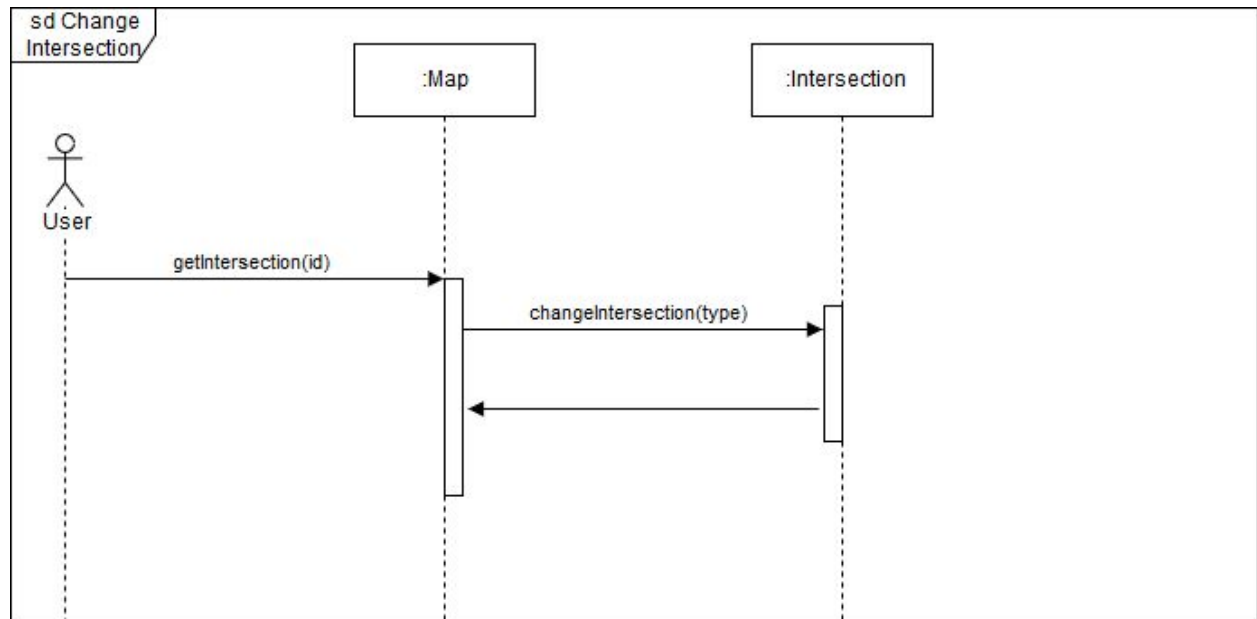 sd Change
Intersection
:Map
:Intersection
User
getIntersection(id)
changeIntersection(type)